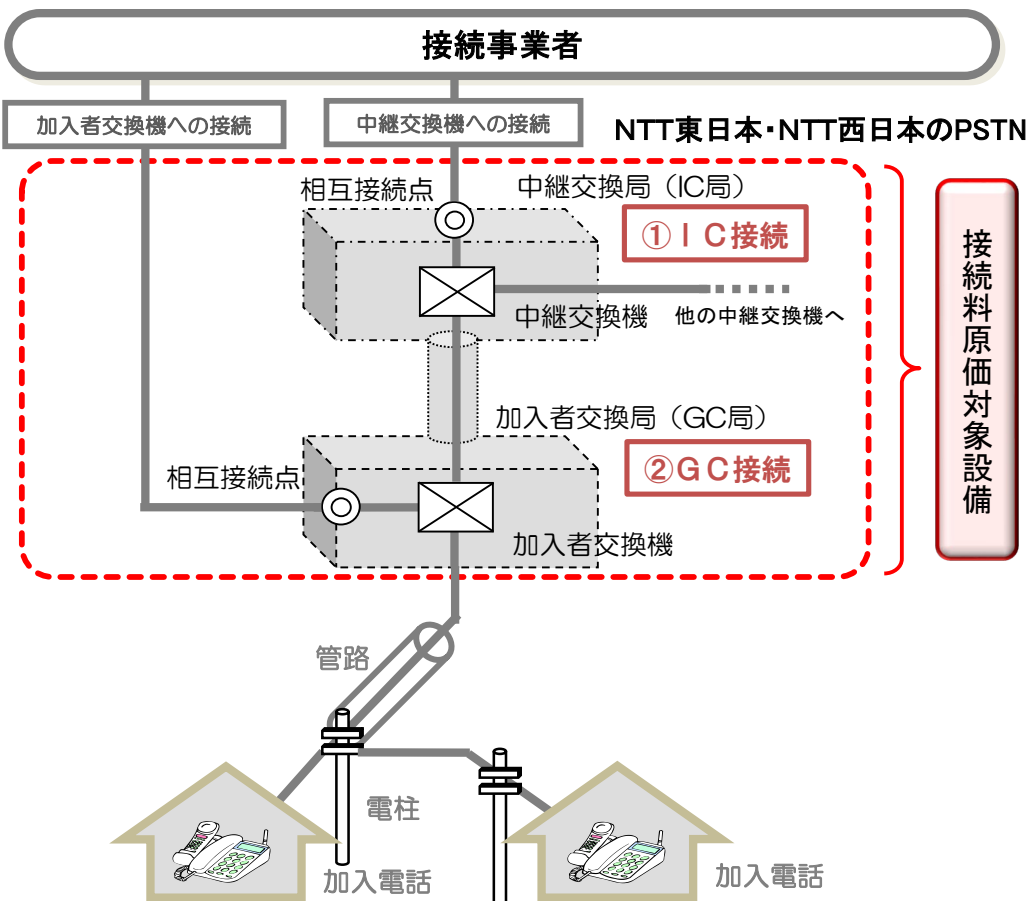 接続事業者
加入者交換機への接続
中継交換機への接続
NTT東日本・NTT西日本のPSTN
相互接続点
中継交換局(IC局)
①IC接続
中継交換機
他の中継交換機へ
接続料原価対象設備
加入者交換局(GC局)
②GC接続
相互接続点
加入者交換機
管路
電柱
加入電話
加入電話